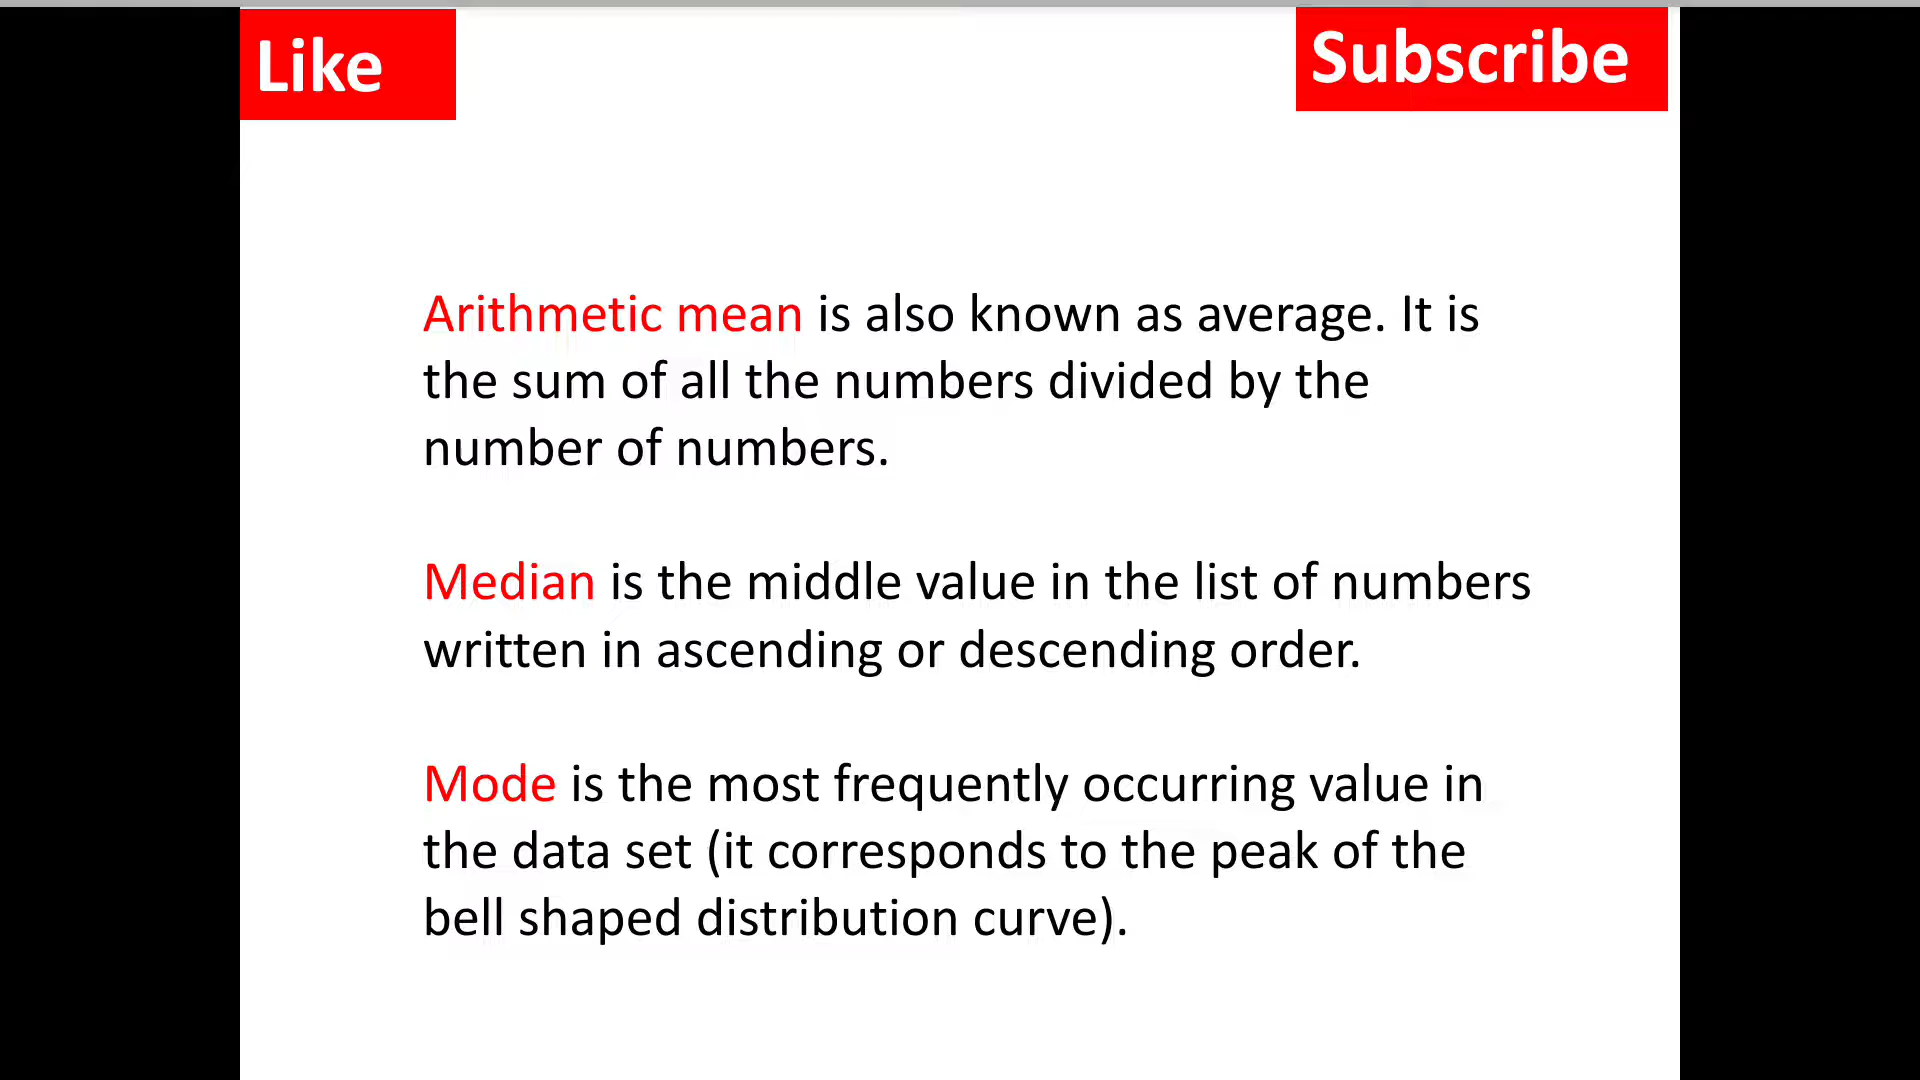 Like
Subscribe
Arithmetic mean is also known as average. It is
the sum of all the numbers divided by the
number of numbers.
Median is the middle value in the list of numbers
written in ascending or descending order.
Mode is the most frequently occurring value in
the data set (it corresponds to the peak of the
bell shaped distribution curve).